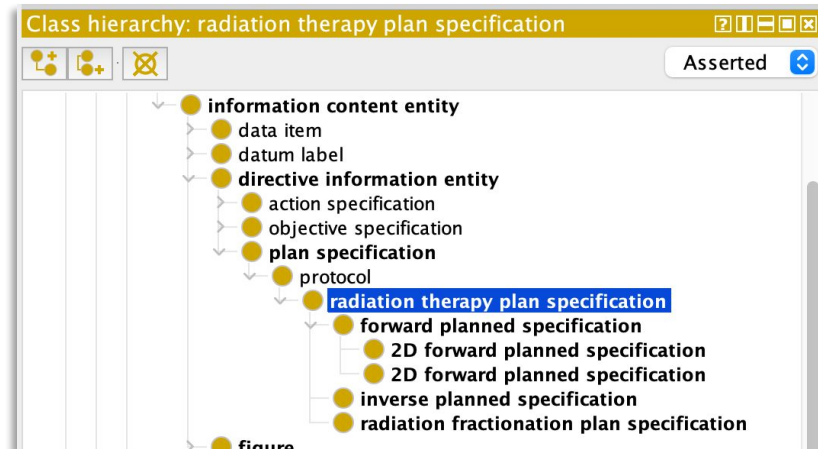 Class hierarchy: radiation therapy plan specification
Asserted
information content entity
data item
datum label
directive information entity
action specification
objective specification
plan specification
protocol
radiation therapy plan specification
forward planned specification
2D forward planned specification
2D forward planned specification
inverse planned specification
radiation fractionation plan specification
figure